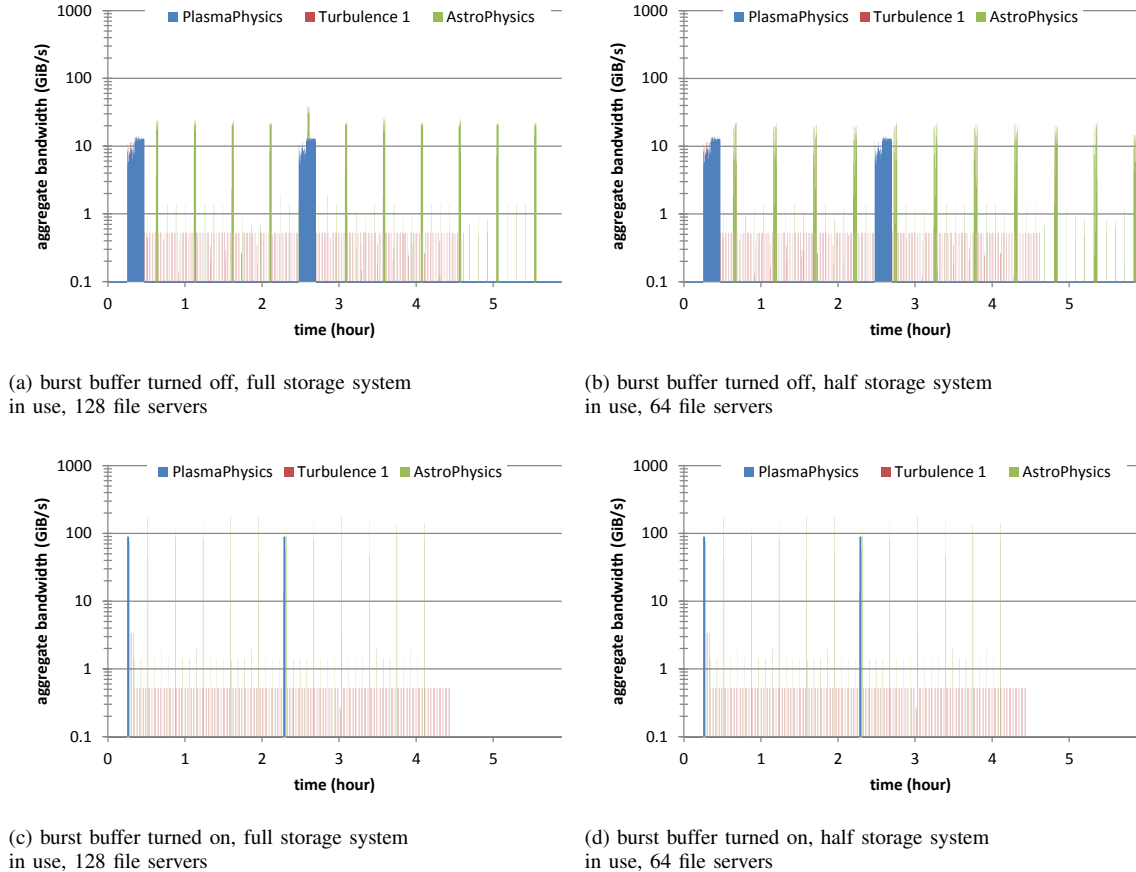 PlasmaPhysics Turbulence 1 AstroPhysics
aggregate bandwidth (GiB/s)
1000
100
10
1
0.1
0 1 2 3 4 5
time (hour)
(a) burst buffer turned off, full storage system
in use, 128 file servers
PlasmaPhysics Turbulence 1 AstroPhysics
aggregate bandwidth (GiB/s)
1000
100
10
1
0.1
0 1 2 3 4 5
time (hour)
(b) burst buffer turned off, half storage system
in use, 64 file servers
PlasmaPhysics Turbulence 1 AstroPhysics
aggregate bandwidth (GiB/s)
1000
100
10
1
0.1
0 1 2 3 4 5
time (hour)
(c) burst buffer turned on, full storage system
in use, 128 file servers
PlasmaPhysics Turbulence 1 AstroPhysics
aggregate bandwidth (GiB/s)
1000
100
10
1
0.1
0 1 2 3 4 5
time (hour)
(d) burst buffer turned on, half storage system
in use, 64 file servers